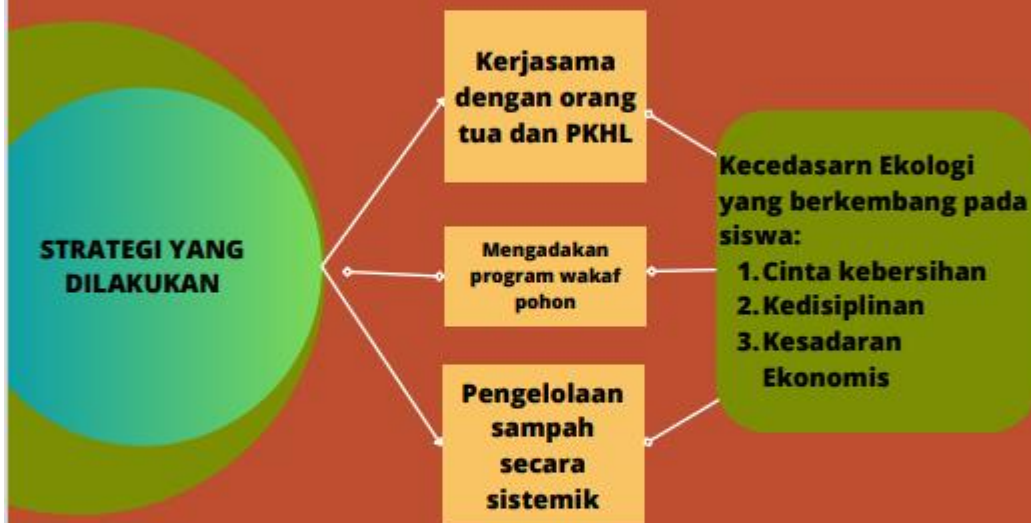 STRATEGI YANG
DILAKUKAN
Kerjasama
dengan orang
tua dan PKHL
Mengadakan
program wakaf
pohon
Pengelolaan
sampah
secara
sistemik
Kecedasarn Ekologi
yang berkembang pada
siswa:
1. Cinta kebersihan
2. Kedisiplinan
3. Kesadaran
Ekonomis